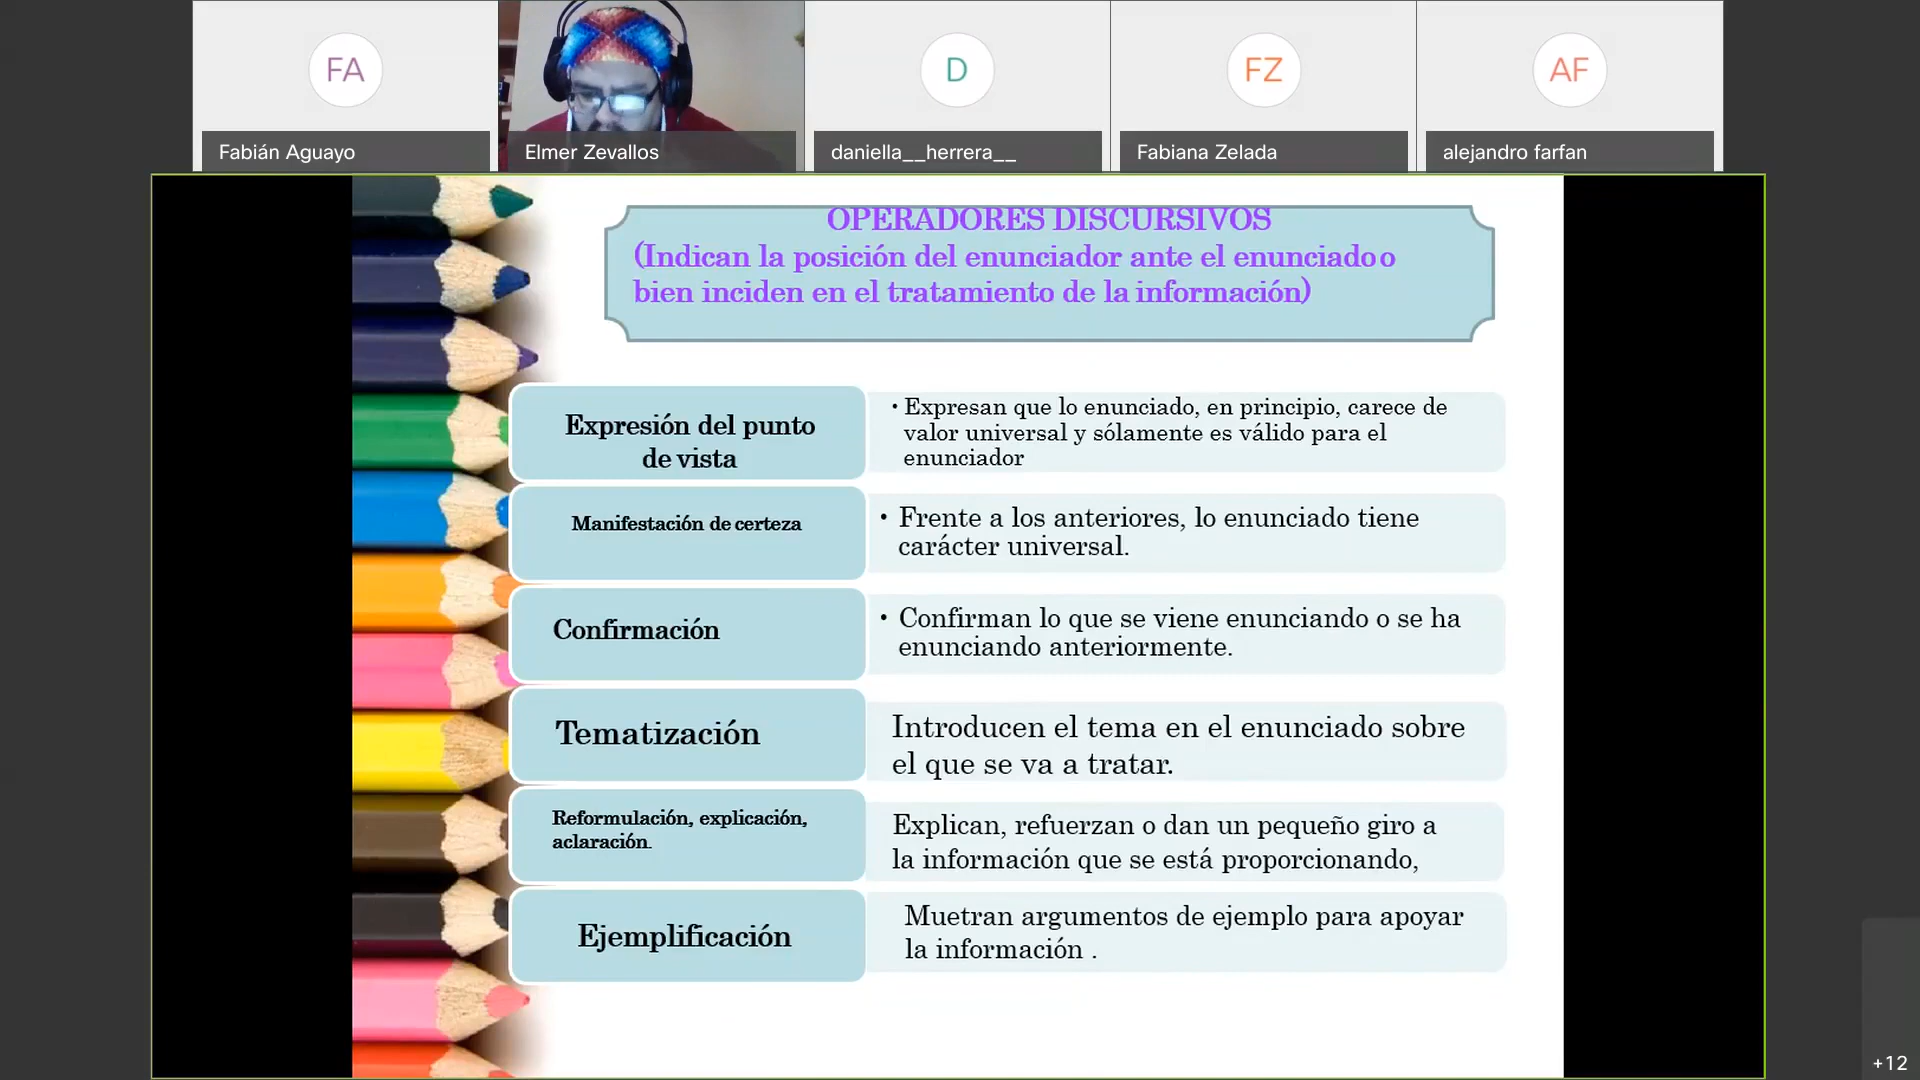 FA
D
FZ
AF
Fabián Aguayo
Elmer Zevallos
daniella__herrera__
Fabiana Zelada
alejandro farfan
OPERADORES DISCURSIVOS
(Indican la posición del enunciador ante el enunciado o
bien inciden en el tratamiento de la información)
Expresión del punto
de vista
• Expresan que lo enunciado, en principio, carece de
valor universal y sólamente es válido para el
enunciador
Manifestación de certeza
• Frente a los anteriores, lo enunciado tiene
carácter universal.
Confirmación
• Confirman lo que se viene enunciando o se ha
enunciando anteriormente.
Tematización
Introducen el tema en el enunciado sobre
el que se va a tratar.
Reformulación, explicación,
aclaración.
Explican, refuerzan o dan un pequeño giro a
la información que se está proporcionando,
Ejemplificación
Muetran argumentos de ejemplo para apoyar
la información .
+12